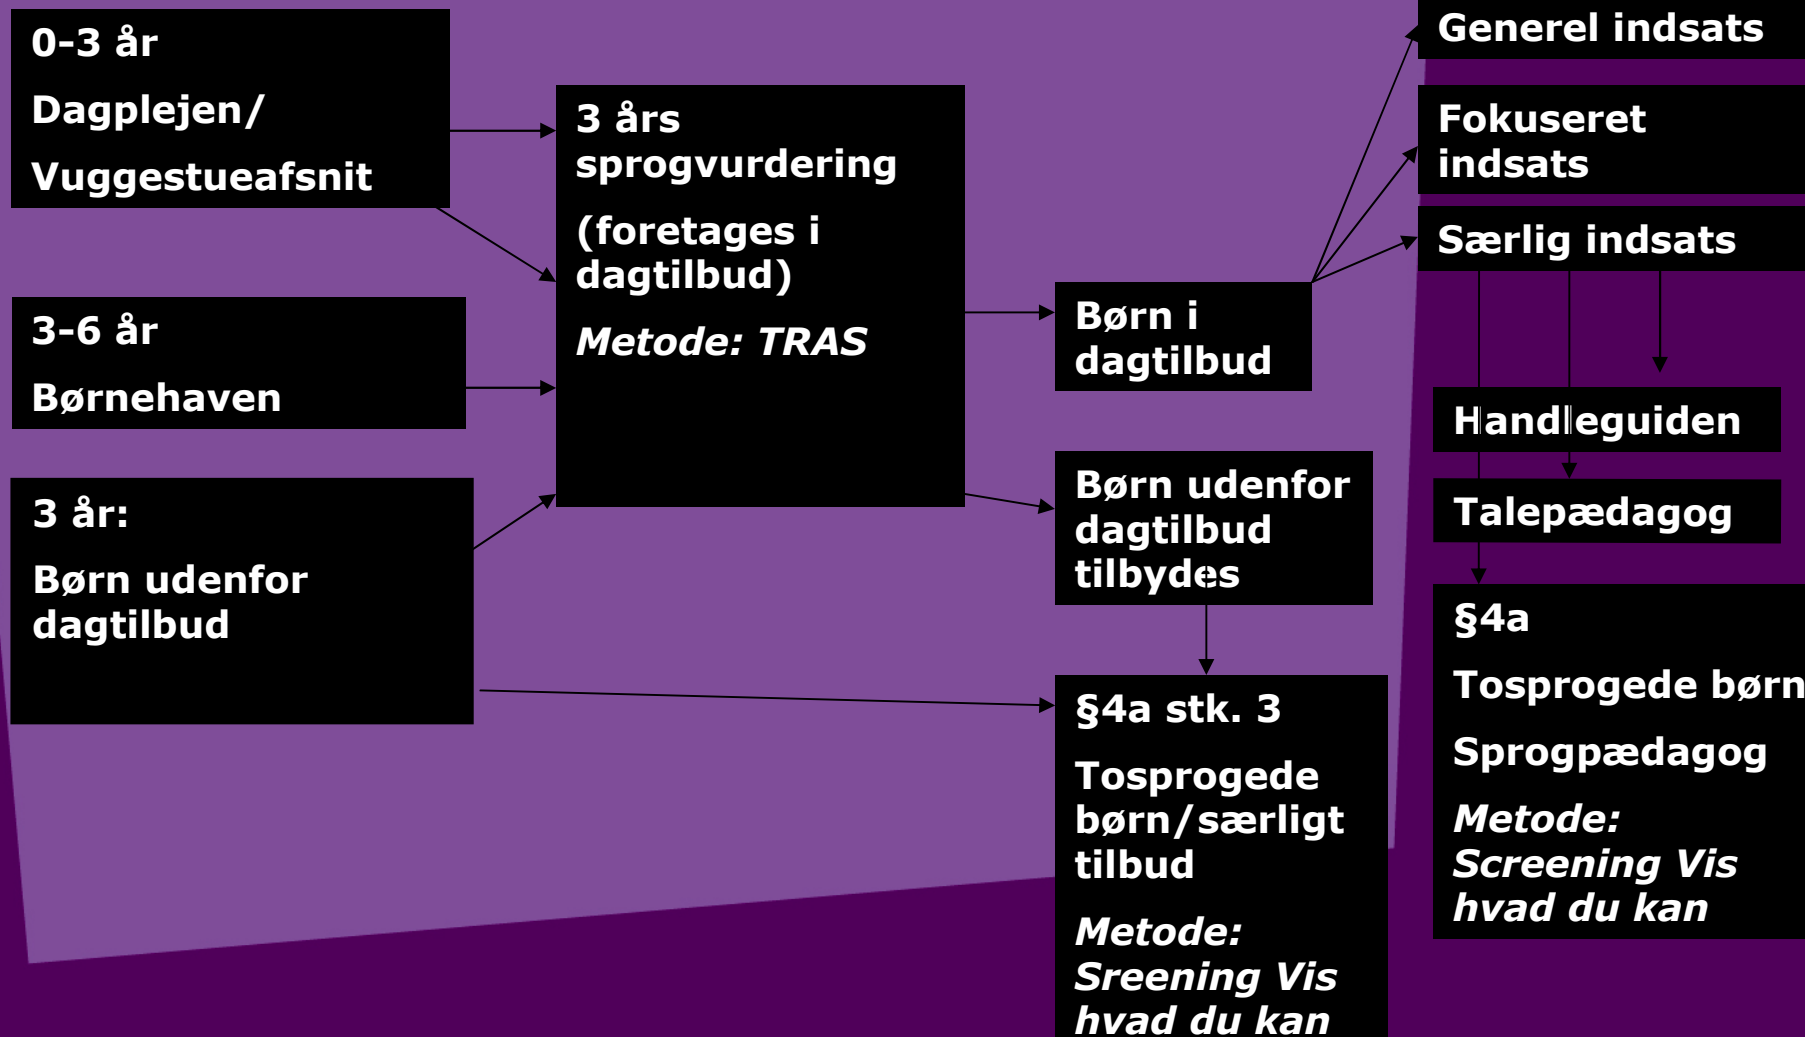 0-3 år
Dagplejen/
Vuggestueafsnit
3-6 år
Børnehaven
3 år:
Børn udenfor
dagtilbud
3 års
sprogvurdering
(foretages i
dagtilbud)
Metode: TRAS
Børn i
dagtilbud
Børn udenfor
dagtilbud
tilbydes
§4a stk. 3
Tosprogede
børn/særligt
tilbud
Metode:
Sreening Vis
hvad du kan
Generel indsats
Fokuseret
indsats
Særlig indsats
Handleguiden
Talepædagog
§4a
Tosprogede børn
Sprogpædagog
Metode:
Screening Vis
hvad du kan